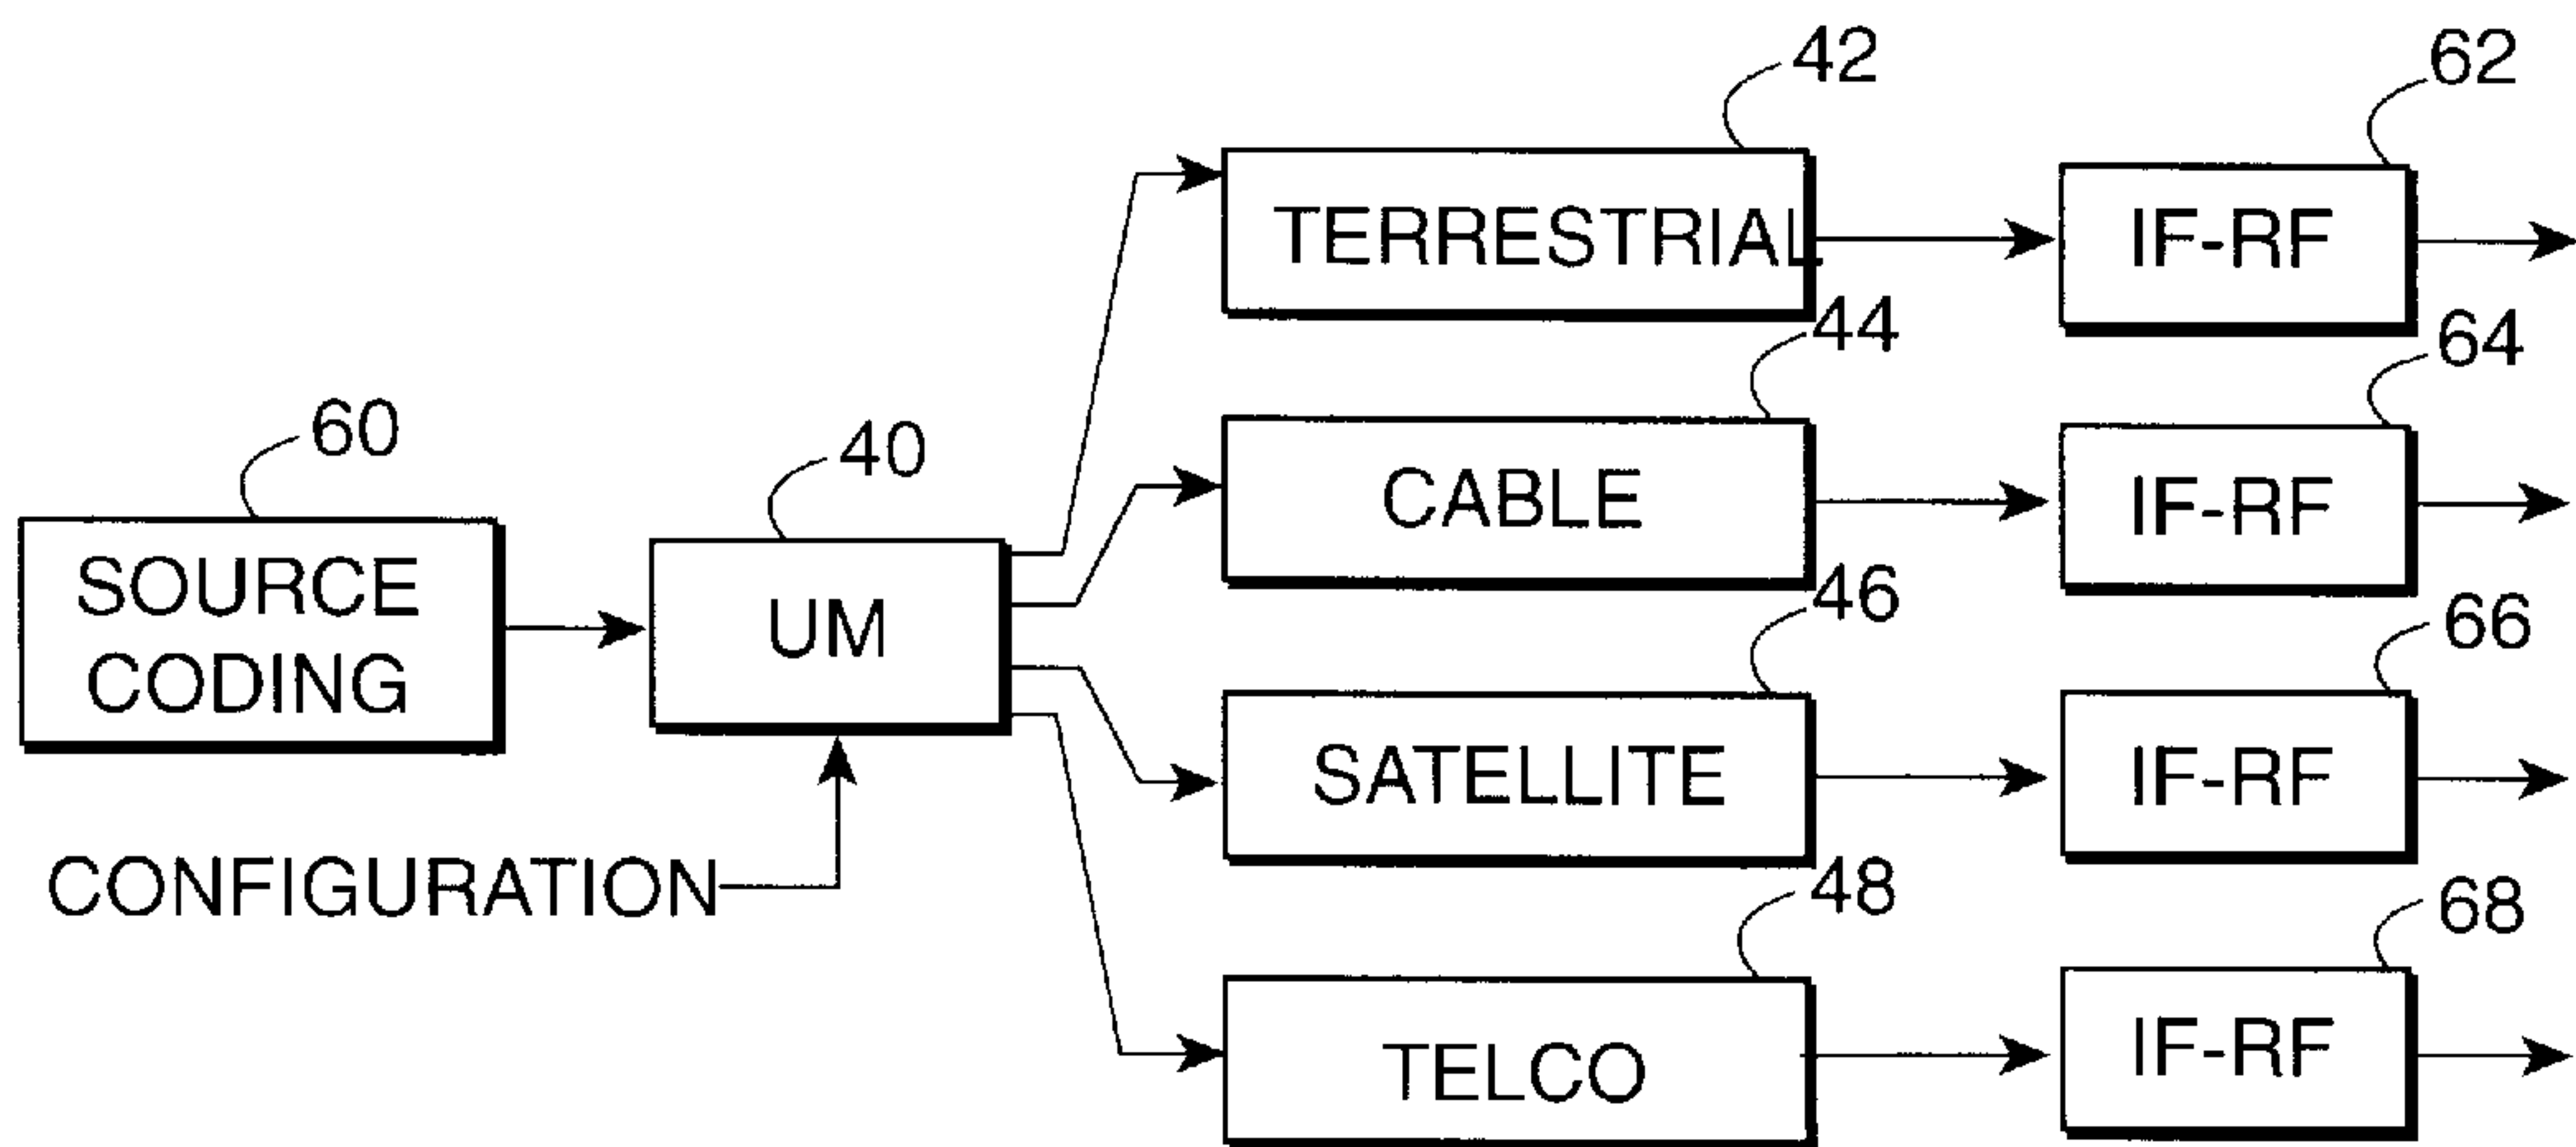 42
62
TERRESTRIAL
IF-RF
44
64
60
40
CABLE
IF-RF
SOURCE
CODING
UM
46
66
SATELLITE
IF-RF
CONFIGURATION
48
68
TELCO
IF-RF